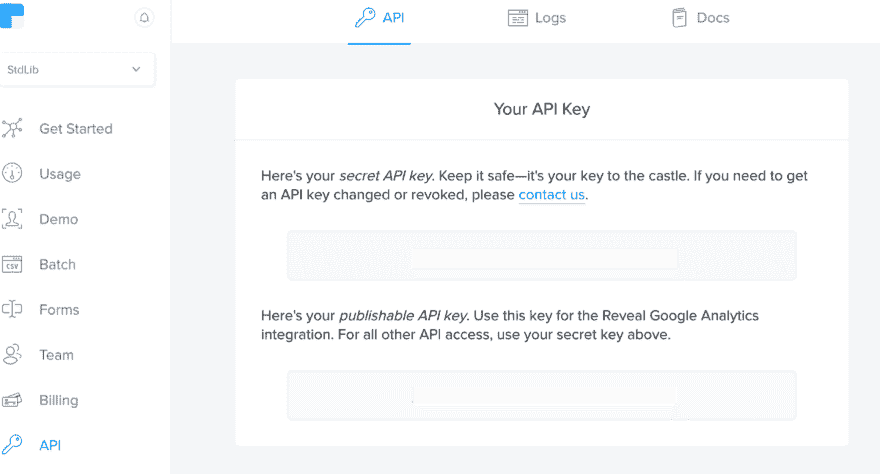 API
Logs
Docs
StdLib
Get Started
Usage
Demo
CSV
Batch
Forms
Team
Billing
API
Your API Key
Here's your secret API key. Keep it safe—it's your key to the castle. If you need to get
an API key changed or revoked, please contact us.
Here's your publishable API key. Use this key for the Reveal Google Analytics
integration. For all other API access, use your secret key above.